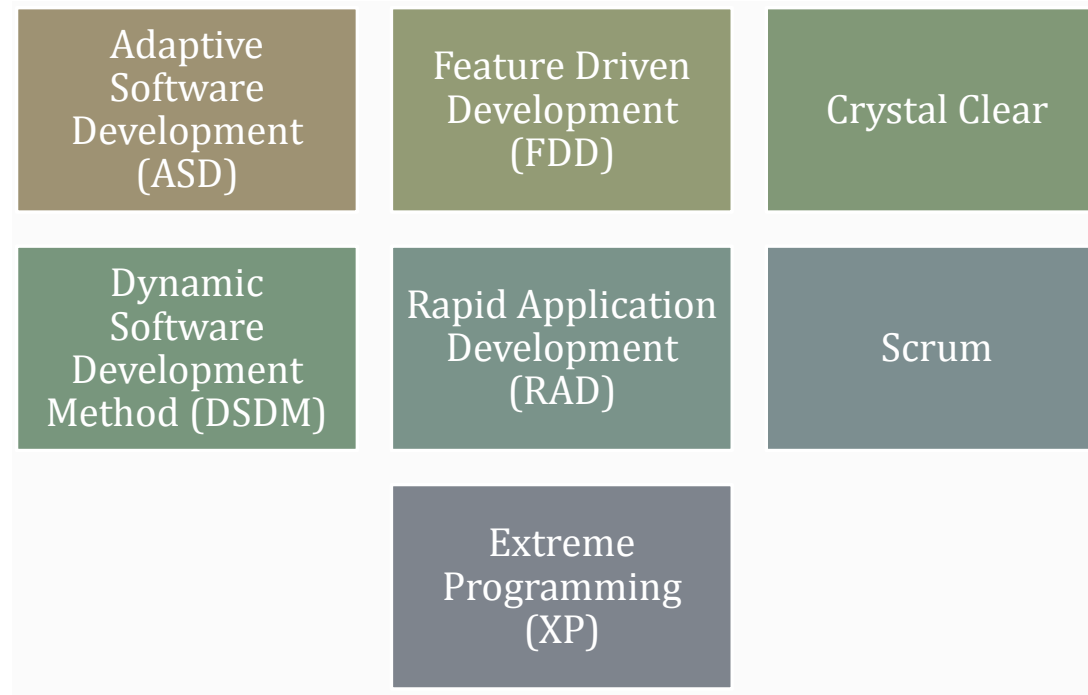 Adaptive
Software
Development
(ASD)
Feature Driven
Development
(FDD)
Crystal Clear
Dynamic
Software
Development
Method (DSDM)
Rapid Application
Development
(RAD)
Scrum
Extreme
Programming
(XP)